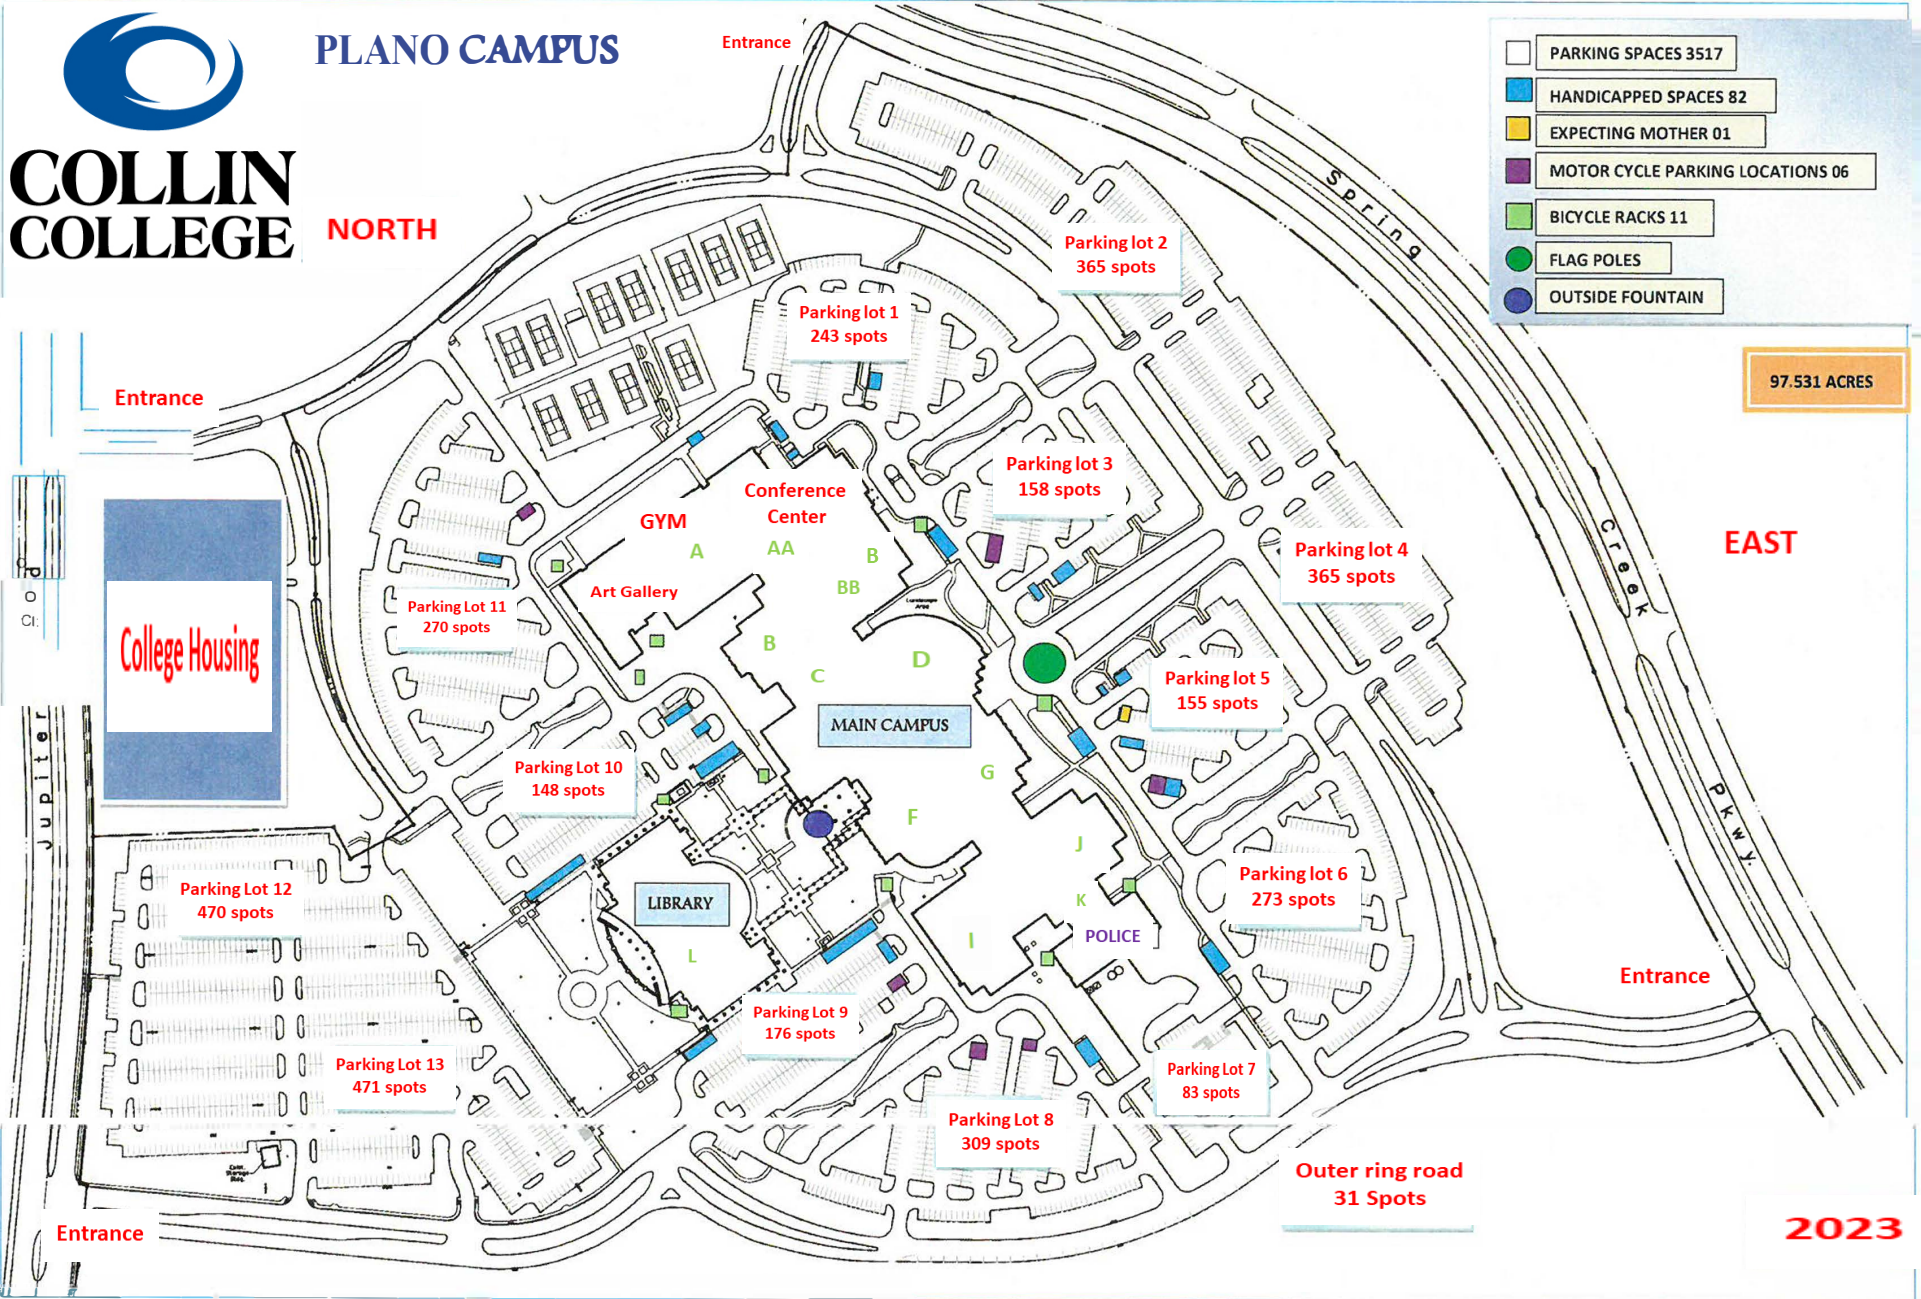 COLLIN
COLLEGE
PLANO CAMPUS
NORTH
Entrance
PARKING SPACES 3517
HANDICAPPED SPACES 82
EXPECTING MOTHER 01
MOTOR CYCLE PARKING LOCATIONS 06
BICYCLE RACKS 11
FLAG POLES
OUTSIDE FOUNTAIN
97.531 ACRES
EAST
Spring
Creek
Pkwy
Parking lot 2
365 spots
Parking lot 1
243 spots
Entrance
Parking lot 3
158 spots
Conference
Center
GYM
A
AA
B
BB
Art Gallery
Landscape
Area
Parking lot 4
365 spots
Parking Lot 11
270 spots
College Housing
CI:
B
C
D
MAIN CAMPUS
Parking lot 5
155 spots
Jupiter
Parking Lot 10
148 spots
G
F
J
K
POLICE
I
Parking lot 6
273 spots
Parking Lot 12
470 spots
LIBRARY
L
Entrance
Parking Lot 9
176 spots
Parking Lot 13
471 spots
Parking Lot 7
83 spots
Parking Lot 8
309 spots
Outer ring road
31 Spots
Entrance
2023